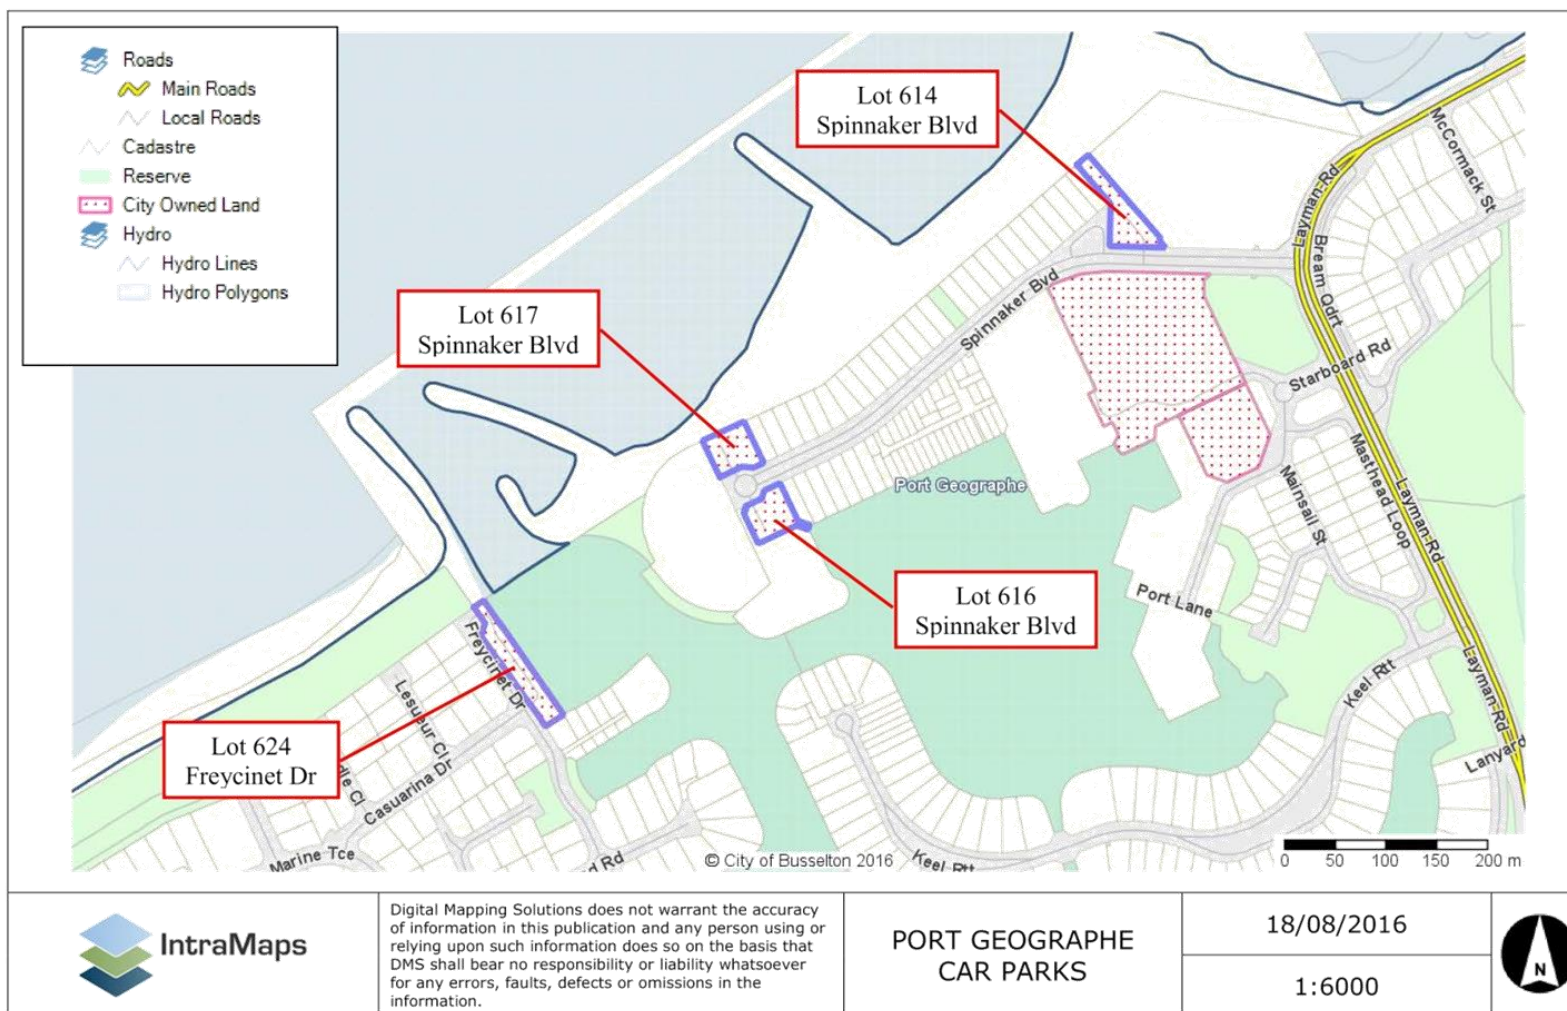 Roads
Main Roads
Local Roads
Cadastre
Reserve
City Owned Land
Hydro
Hydro Lines
Hydro Polygons
Lot 614
Spinnaker Blvd
Lot 617
Spinnaker Blvd
Lot 616
Spinnaker Blvd
Lot 624
Freycinet Dr
McCormack St
Layman Rd
Bream Qdrt
Spinnaker Bvd
Starboard Rd
Port Geographe
Mainsail St
Masthead Loop
Layman Rd
Port Lane
Keel Rtt
Layman Rd
Lanyard
Freycinet Dr
Lesueur Cl
dle Cl
Casuarina Dr
Marine Tce
d Rd
Keel Rtt
© City of Busselton 2016
0 50 100 150 200 m
IntraMaps
Digital Mapping Solutions does not warrant the accuracy
of information in this publication and any person using or
relying upon such information does so on the basis that
DMS shall bear no responsibility or liability whatsoever
for any errors, faults, defects or omissions in the
information.
PORT GEOGRAPHE
CAR PARKS
18/08/2016
1:6000
N